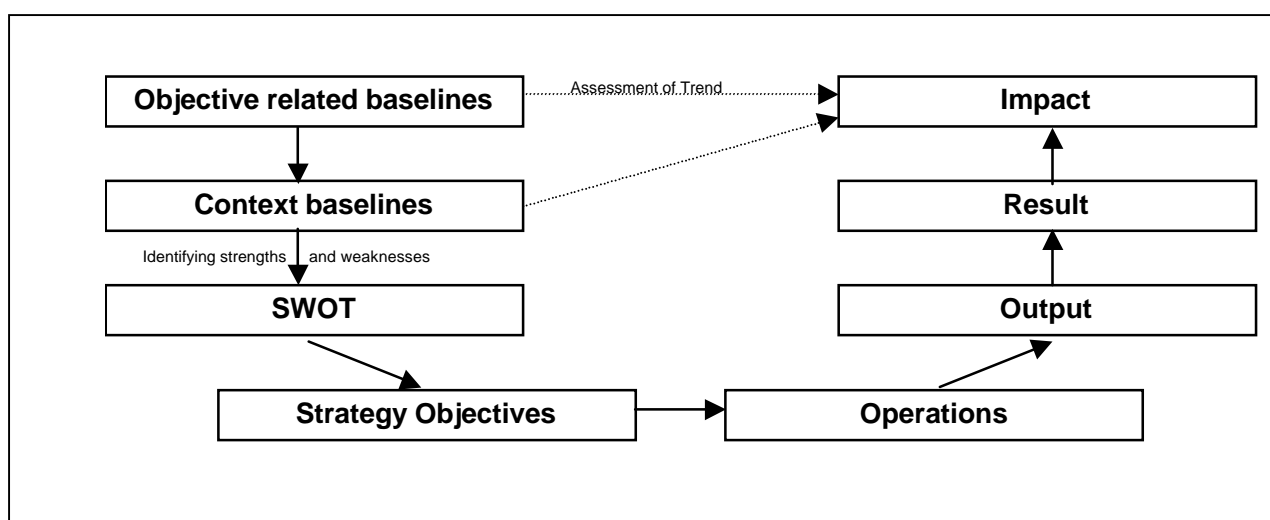 Objective related baselines
Assessment of Trend
Impact
Context baselines
Result
Identifying strengths and weaknesses
SWOT
Output
Strategy Objectives
Operations